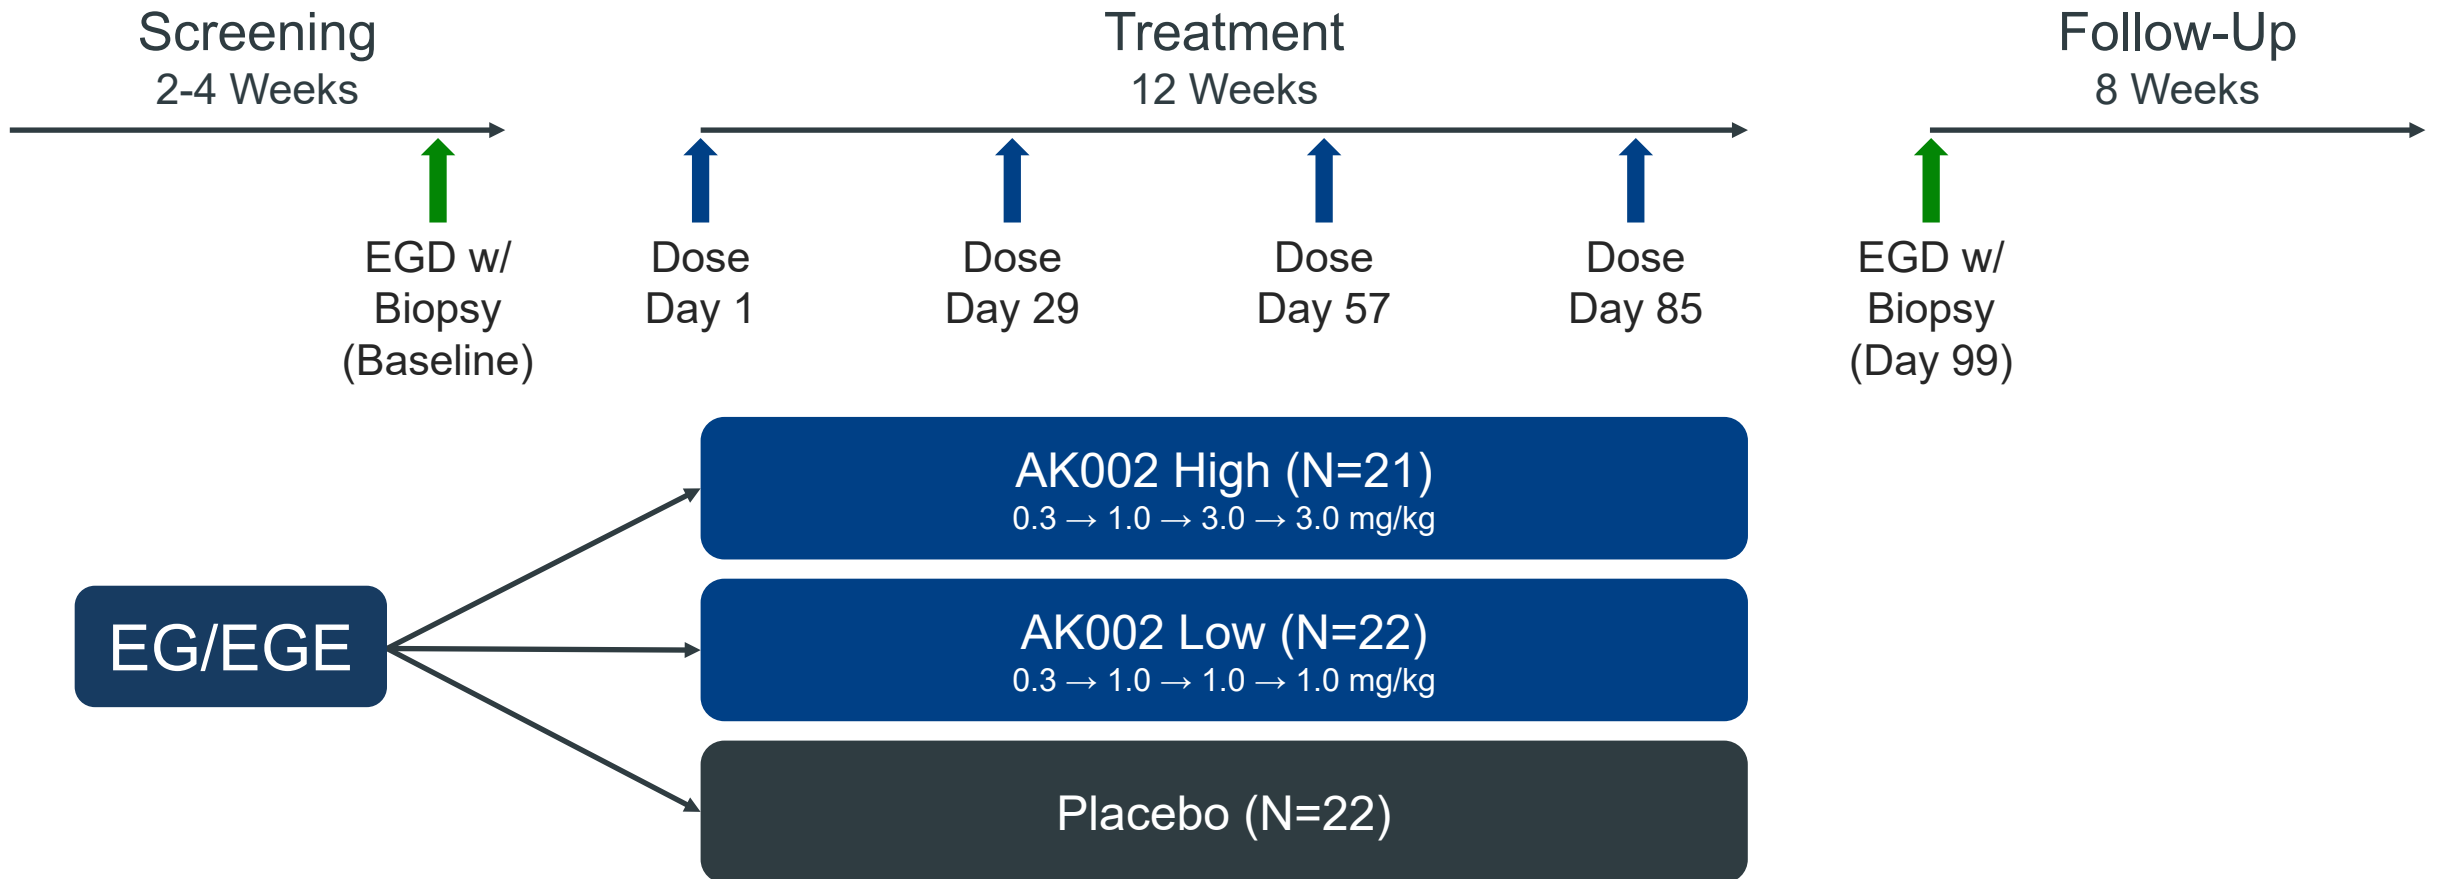 Screening
2-4 Weeks
Treatment
12 Weeks
Follow-Up
8 Weeks
EGD w/
Biopsy
(Baseline)
Dose
Day 1
Dose
Day 29
Dose
Day 57
Dose
Day 85
EGD w/
Biopsy
(Day 99)
EG/EGE
AK002 High (N=21)
0.3 → 1.0 → 3.0 → 3.0 mg/kg
AK002 Low (N=22)
0.3 → 1.0 → 1.0 → 1.0 mg/kg
Placebo (N=22)